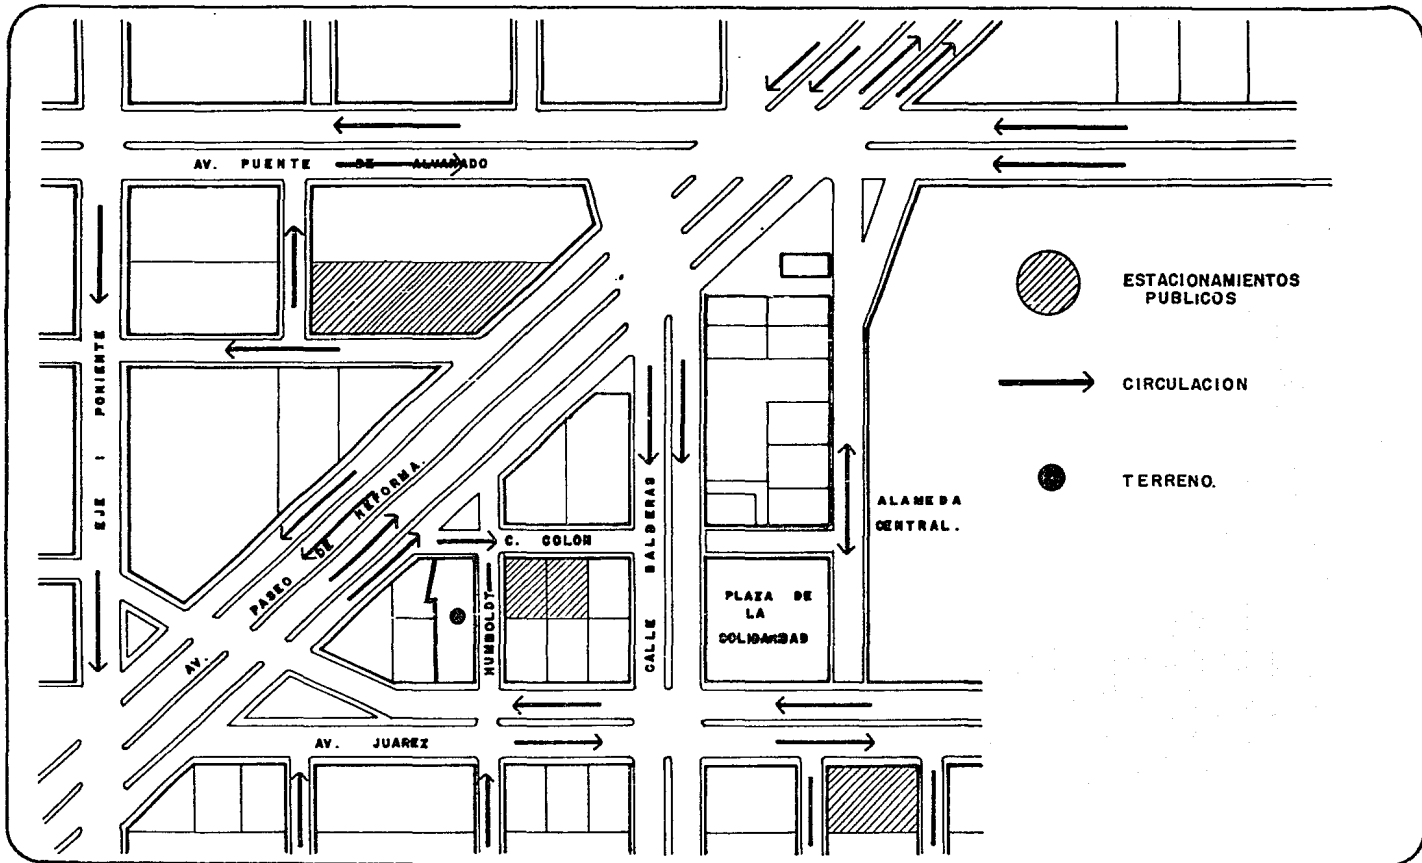 AV. PUENTE DE ALVARADO
ESTACIONAMIENTOS
PUBLICOS
EJE 1 PONIENTE
CIRCULACION
AV. PASEO DE REFORMA.
TERRENO.
ALAMEDA
CENTRAL.
C. COLON
CALLE BALDERAS
HUMBOLDT
PLAZA DE
LA
SOLIDARIDAD
AV. JUAREZ